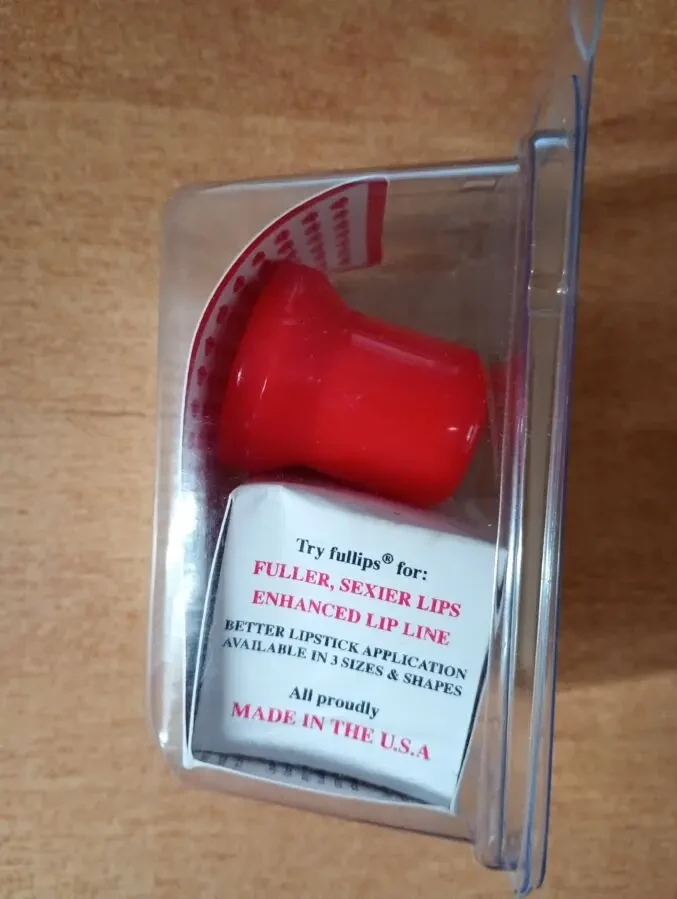 Try fullips® for:
FULLER, SEXIER LIPS
ENHANCED LIP LINE
BETTER LIPSTICK APPLICATION
AVAILABLE IN 3 SIZES & SHAPES
All proudly
MADE IN THE U.S.A